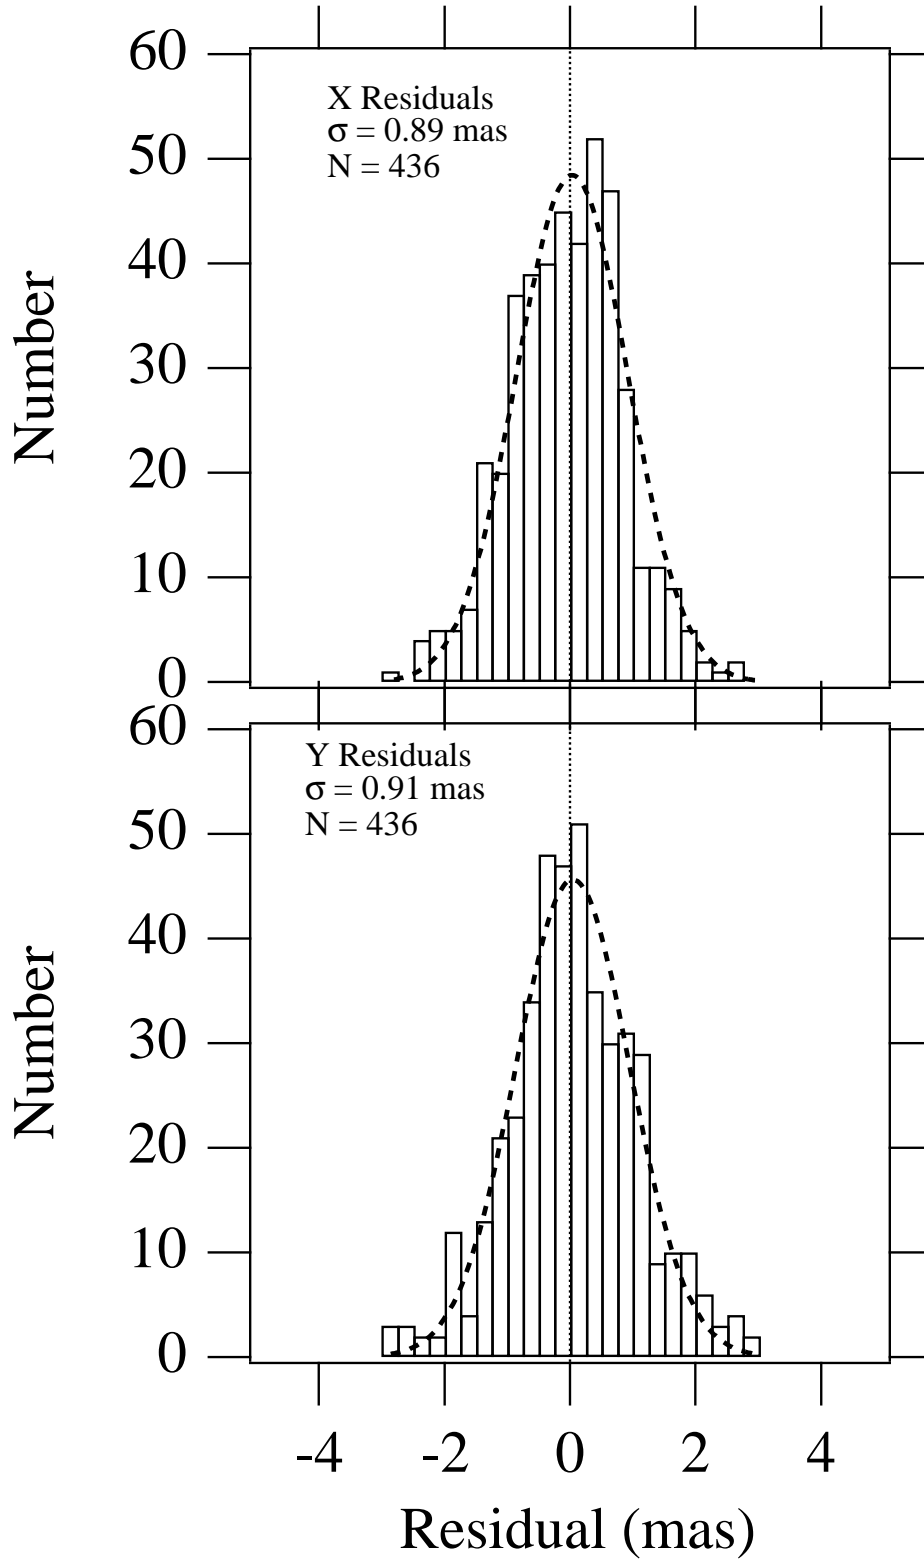 60
X Residuals
σ = 0.89 mas
N = 436
50
40
Number
30
20
10
0
60
Y Residuals
σ = 0.91 mas
N = 436
50
40
Number
30
20
10
0
-4 -2 0 2 4
Residual (mas)